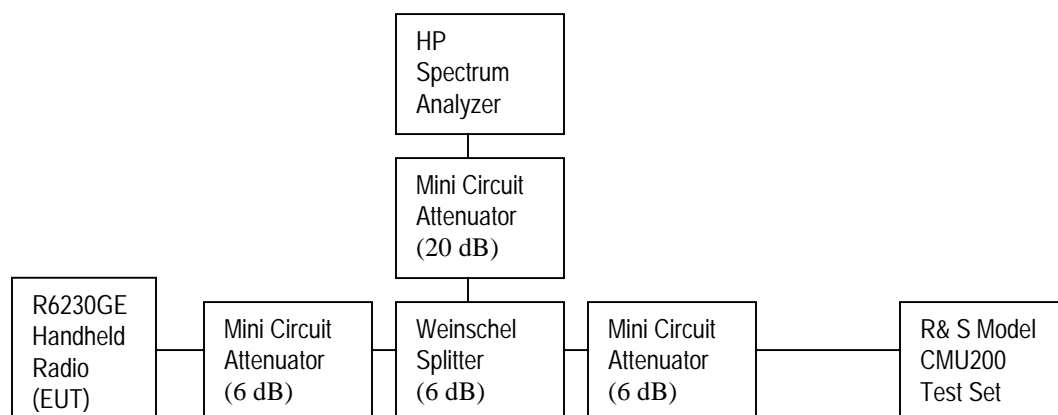 HP
Spectrum
Analyzer
Mini Circuit
Attenuator
(20 dB)
R6230GE
Handheld
Radio
(EUT)
Mini Circuit
Attenuator
(6 dB)
Weinschel
Splitter
(6 dB)
Mini Circuit
Attenuator
(6 dB)
R& S Model
CMU200
Test Set